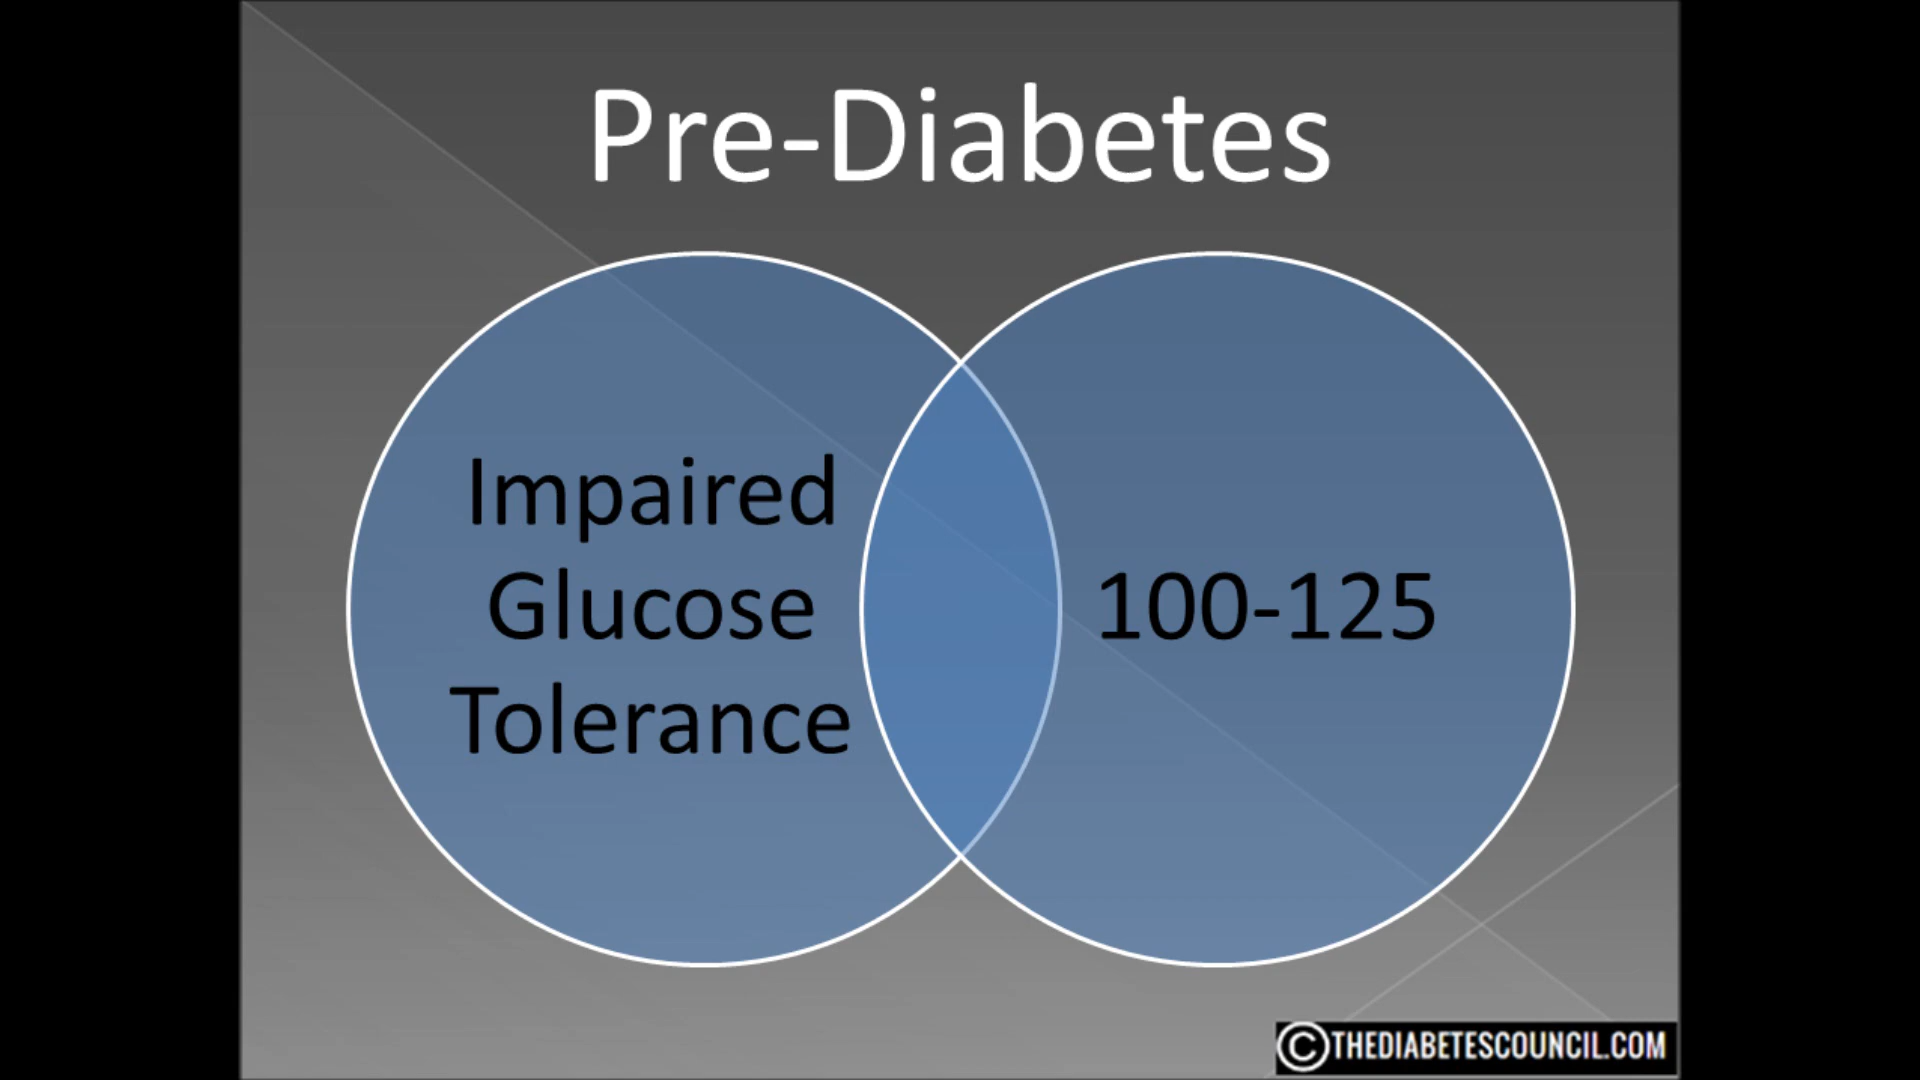 Pre-Diabetes
Impaired
Glucose
Tolerance
100-125
©THEDIABETESCOUNCIL.COM